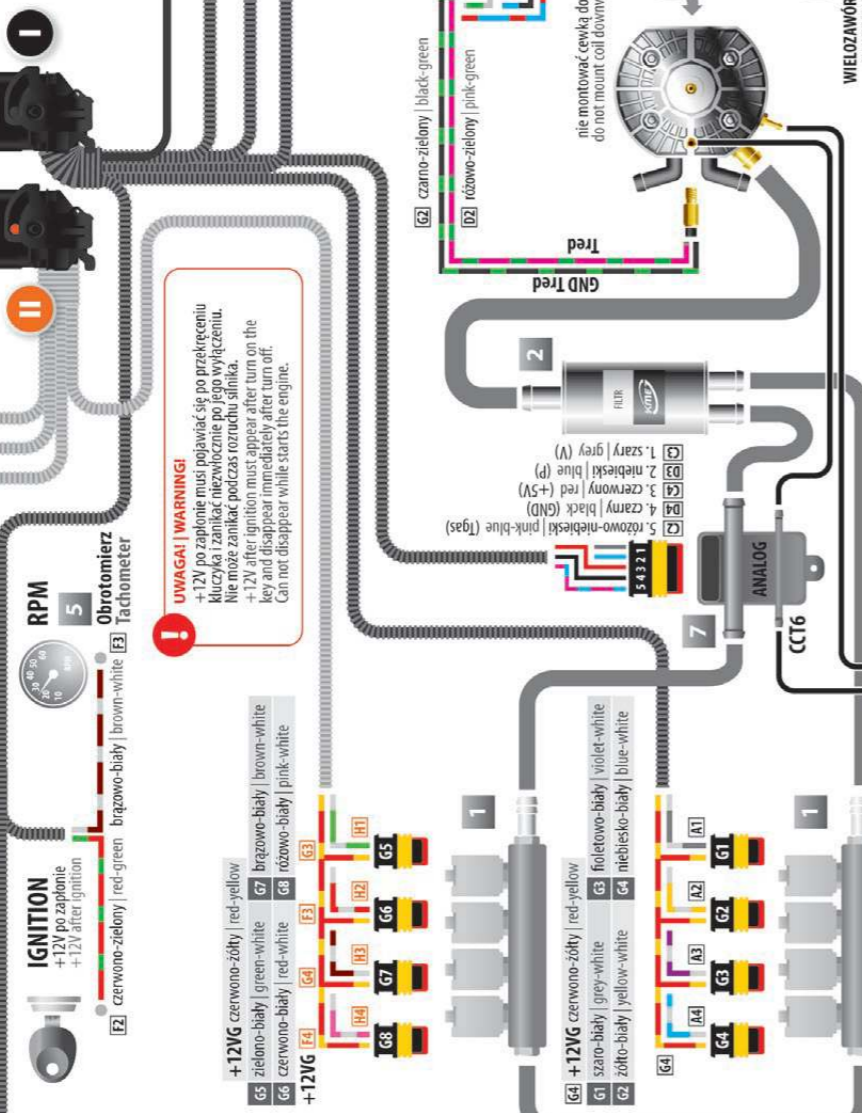 I
II
RPM
10 20 30 40 50 60
RPM
5
Obrotomierz
Tachometer
F3
IGNITION
+12V po zapłonie
+12V after ignition
F2 czerwono-zielony | red-green
brązowo-biały | brown-white
UWAGA! | WARNING!
+12V po zapłonie musi pojawiać się po przekręceniu
kluczyka i zanikać niezwłocznie po jego wyłączeniu.
Nie może zanikać podczas rozruchu silnika.
+12V after ignition must appear after turn on the
key and disappear immediately after turn off.
Can not disappear while starts the engine.
G2 czarno-zielony | black-green
D2 różowo-zielony | pink-green
Tred
GND Tred
nie montować cewką do
do not mount coil downw
WIELOZAWÓR
2
FILTR
KME
C3 1. szary | grey (V)
D3 2. niebieski | blue (P)
C4 3. czerwony | red (+5V)
D4 4. czarny | black (GND)
C2 5. różowo-niebieski | pink-blue (Tgas)
5 4 3 2 1
7
ANALOG
CCT6
+12VG czerwono-żółty | red-yellow
G5 zielono-biały | green-white
G7 brązowo-biały | brown-white
G6 czerwono-biały | red-white
G8 różowo-biały | pink-white
+12VG
F4 G4 F3 G3
H4 H3 H2 H1
G8 G7 G6 G5
1
G4 +12VG czerwono-żółty | red-yellow
G1 szaro-biały | grey-white
G3 fioletowo-biały | violet-white
G2 żółto-biały | yellow-white
G4 niebiesko-biały | blue-white
G4
A4 A3 A2 A1
G4 G3 G2 G1
1